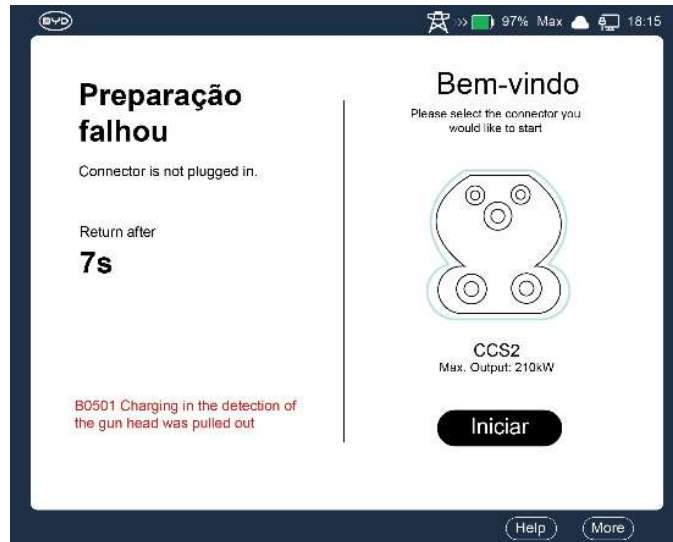 BYD
97% Max
18:15
Preparação
falhou
Connector is not plugged in.
Return after
7s
B0501 Charging in the detection of
the gun head was pulled out
Bem-vindo
Please select the connector you
would like to start
CCS2
Max. Output: 210kW
Iniciar
Help
More